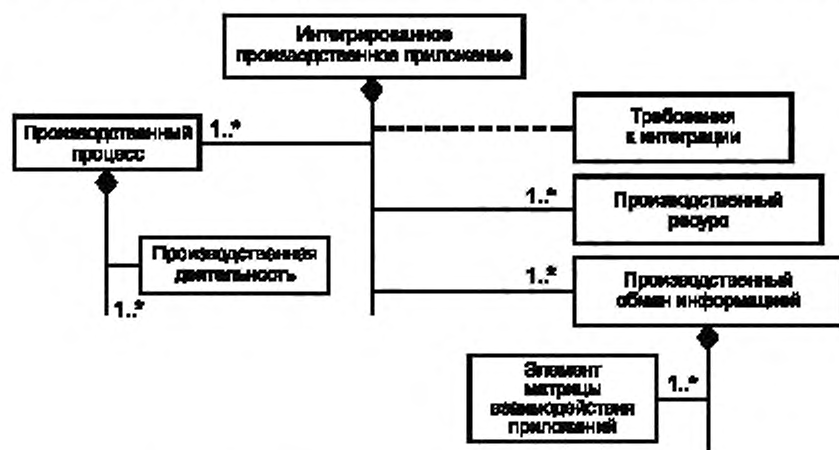 Интегрированное
производственное приложение
Производственный
процесс
1..*
Требования
к интеграции
1..*
Производственный
ресурс
Производственная
деятельность
1..*
1..*
Производственный
обмен информацией
Элемент
матрицы
взаимодействия
приложений
1..*